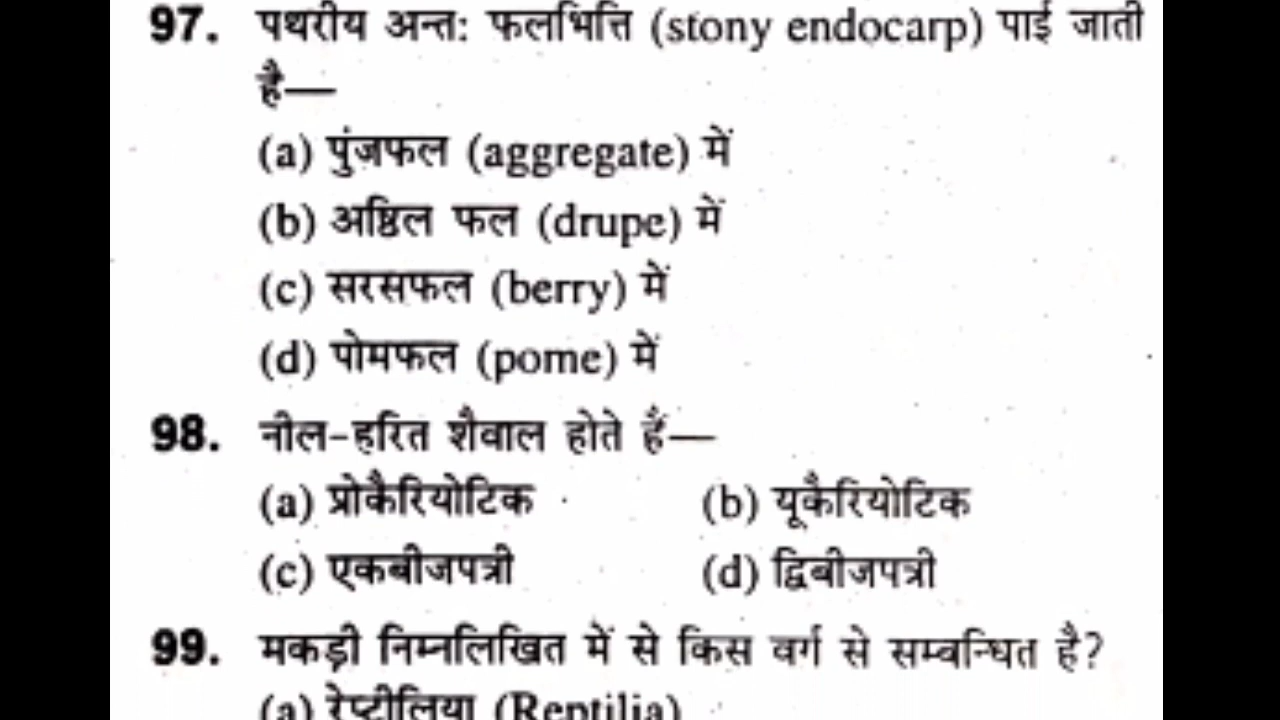 97. पथरीय अन्त: फलभित्ति (stony endocarp) पाई जाती
है—
(a) पुंजफल (aggregate) में
(b) अष्ठिल फल (drupe) में
(c) सरसफल (berry) में
(d) पोमफल (pome) में
98. नील-हरित शैवाल होते हैं—
(a) प्रोकैरियोटिक (b) यूकैरियोटिक
(c) एकबीजपत्री (d) द्विबीजपत्री
99. मकड़ी निम्नलिखित में से किस वर्ग से सम्बन्धित है?
(a) रेप्टीलिया (Reptilia)